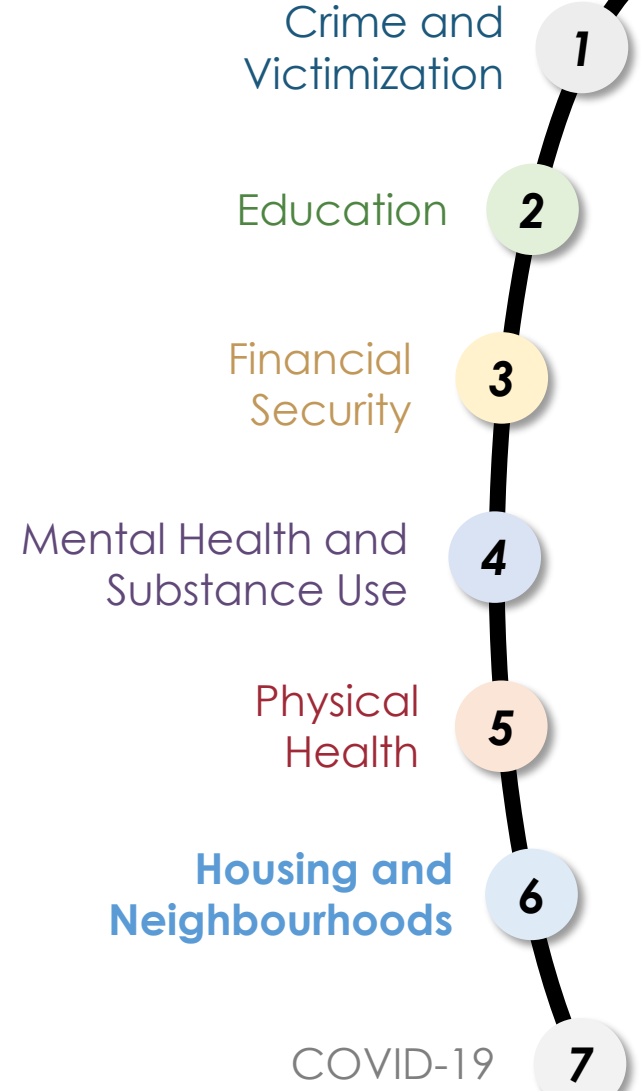 Crime and
Victimization
1
Education
2
Financial
Security
3
Mental Health and
Substance Use
4
Physical
Health
5
Housing and
Neighbourhoods
6
COVID-19
7